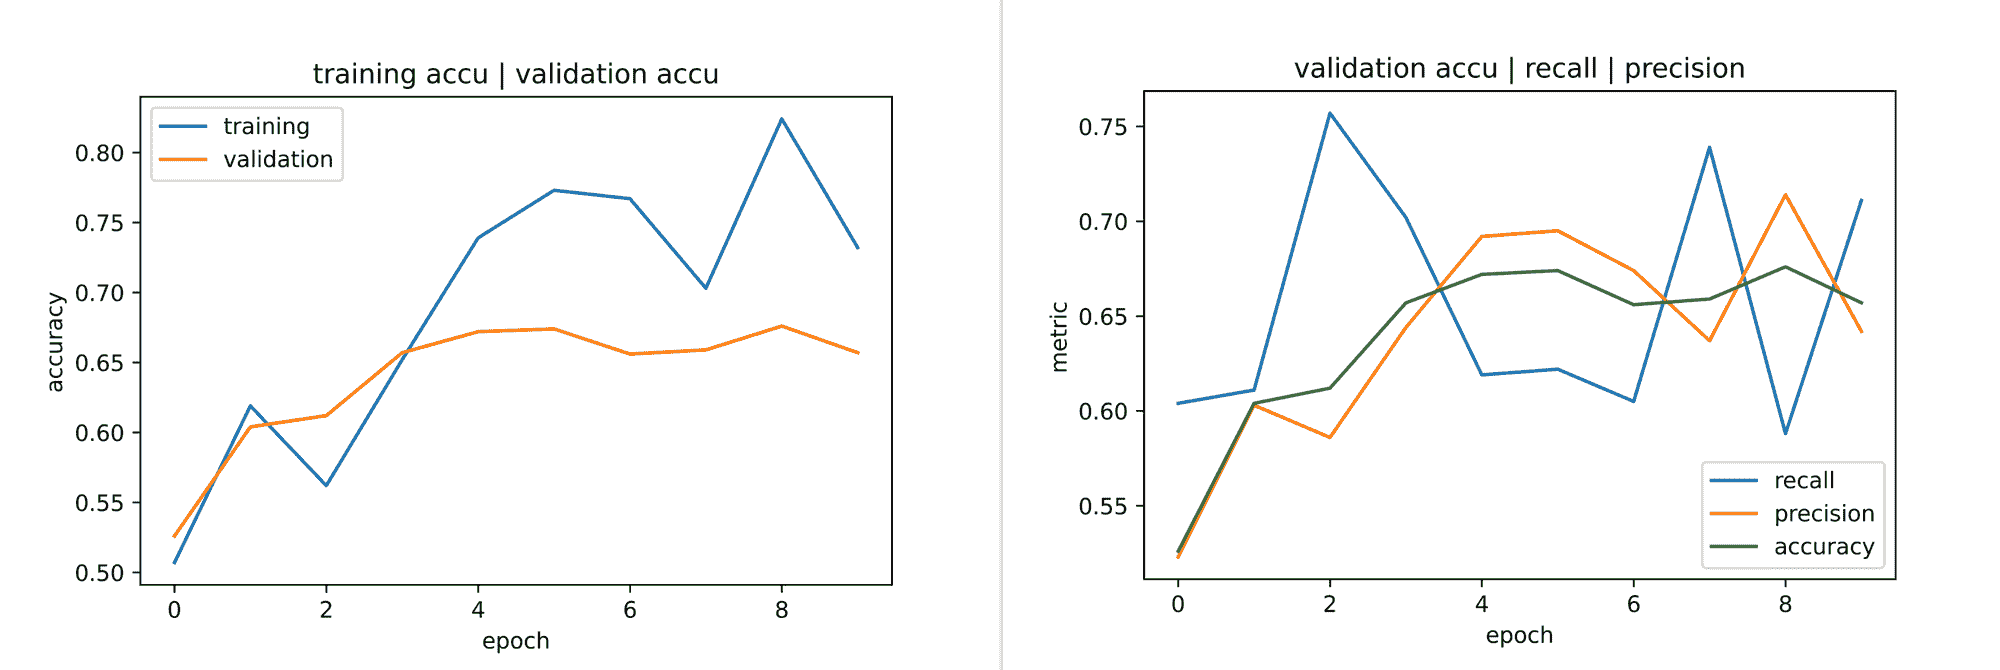 training accu | validation accu
training
validation
0.80
0.75
0.70
0.65
0.60
0.55
0.50
accuracy
0 2 4 6 8
epoch
validation accu | recall | precision
0.75
0.70
0.65
0.60
0.55
metric
recall
precision
accuracy
0 2 4 6 8
epoch